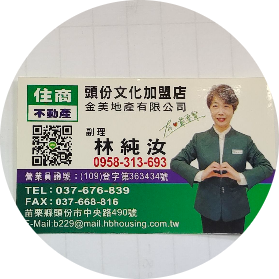 住商
不動產
頭份文化加盟店
金美地產有限公司
副理
林純汝
0958-313-693
營業員證號：(109)登字第363434號
TEL：037-676-839
FAX：037-668-816
苗栗縣頭份市中央路490號
E-Mail:b229@mail.hbhousing.com.tw